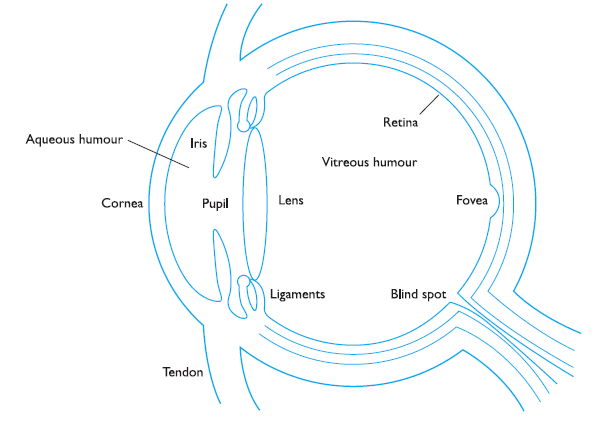 Retina
Aqueous humour
Iris
Vitreous humour
Cornea
Pupil
Lens
Fovea
Ligaments
Blind spot
Tendon